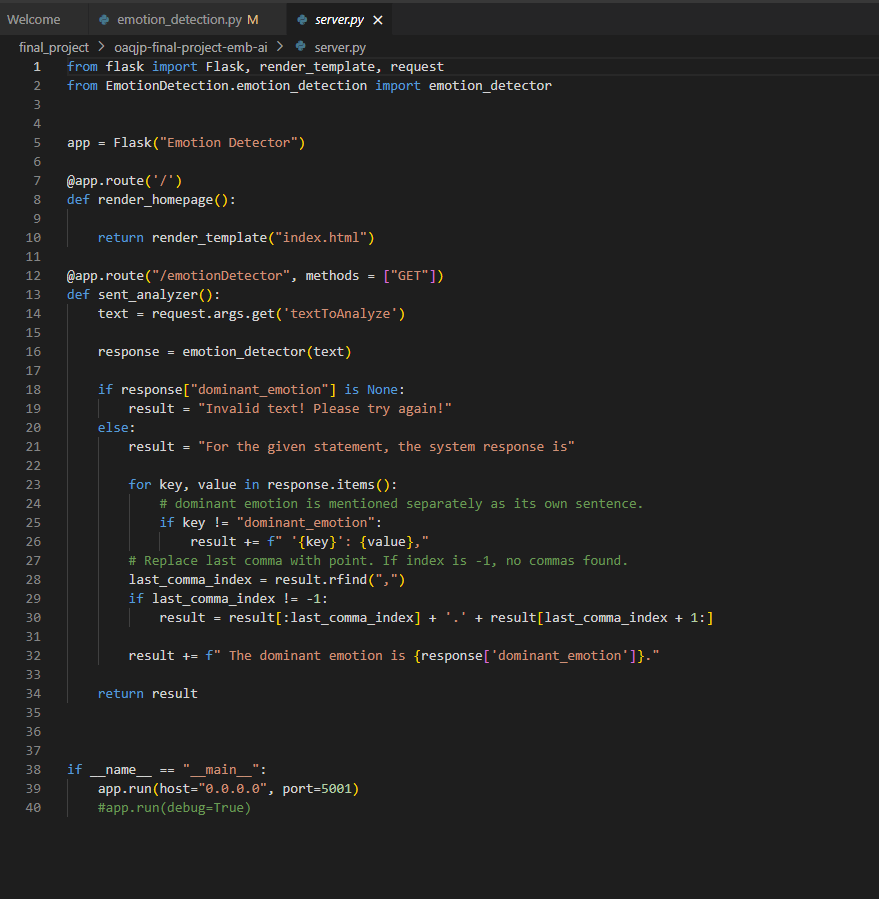 Welcome emotion_detection.py M server.py ×
final_project > oaqjp-final-project-emb-ai > server.py
1 from flask import Flask, render_template, request
2 from EmotionDetection.emotion_detection import emotion_detector
3
4
5 app = Flask("Emotion Detector")
6
7 @app.route('/')
8 def render_homepage():
9
10     return render_template("index.html")
11
12 @app.route("/emotionDetector", methods = ["GET"])
13 def sent_analyzer():
14     text = request.args.get('textToAnalyze')
15
16     response = emotion_detector(text)
17
18     if response["dominant_emotion"] is None:
19         result = "Invalid text! Please try again!"
20     else:
21         result = "For the given statement, the system response is"
22
23         for key, value in response.items():
24             # dominant emotion is mentioned separately as its own sentence.
25             if key != "dominant_emotion":
26                 result += f" '{key}': {value},"
27         # Replace last comma with point. If index is -1, no commas found.
28         last_comma_index = result.rfind(",")
29         if last_comma_index != -1:
30             result = result[:last_comma_index] + '.' + result[last_comma_index + 1:]
31
32         result += f" The dominant emotion is {response['dominant_emotion']}."
33
34     return result
35
36
37
38 if __name__ == "__main__":
39     app.run(host="0.0.0.0", port=5001)
40     #app.run(debug=True)